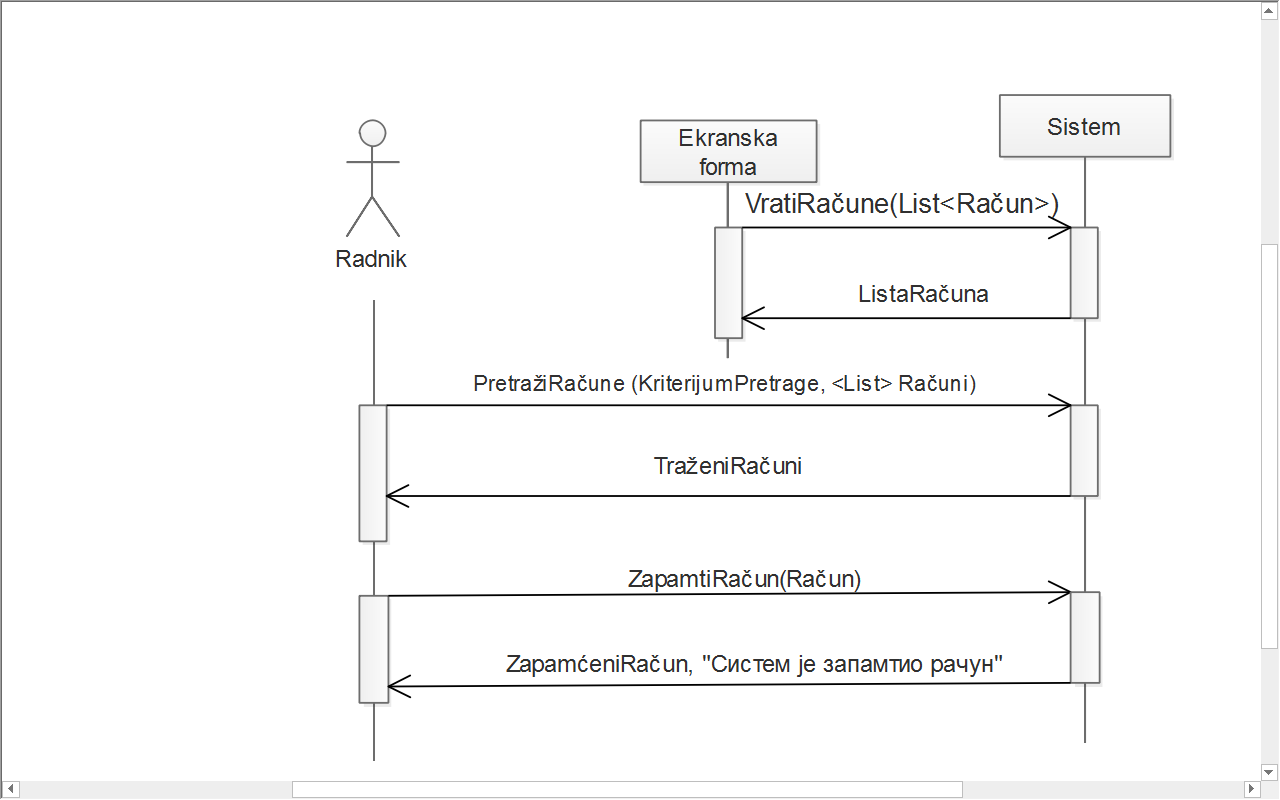 Sistem
Ekranska
forma
VratiRačune(List<Račun>)
Radnik
ListaRačuna
PretražiRačune (KriterijumPretrage, <List> Računi)
TraženiRačuni
ZapamtiRačun(Račun)
ZapamćeniRačun, "Систем је запамтио рачун"